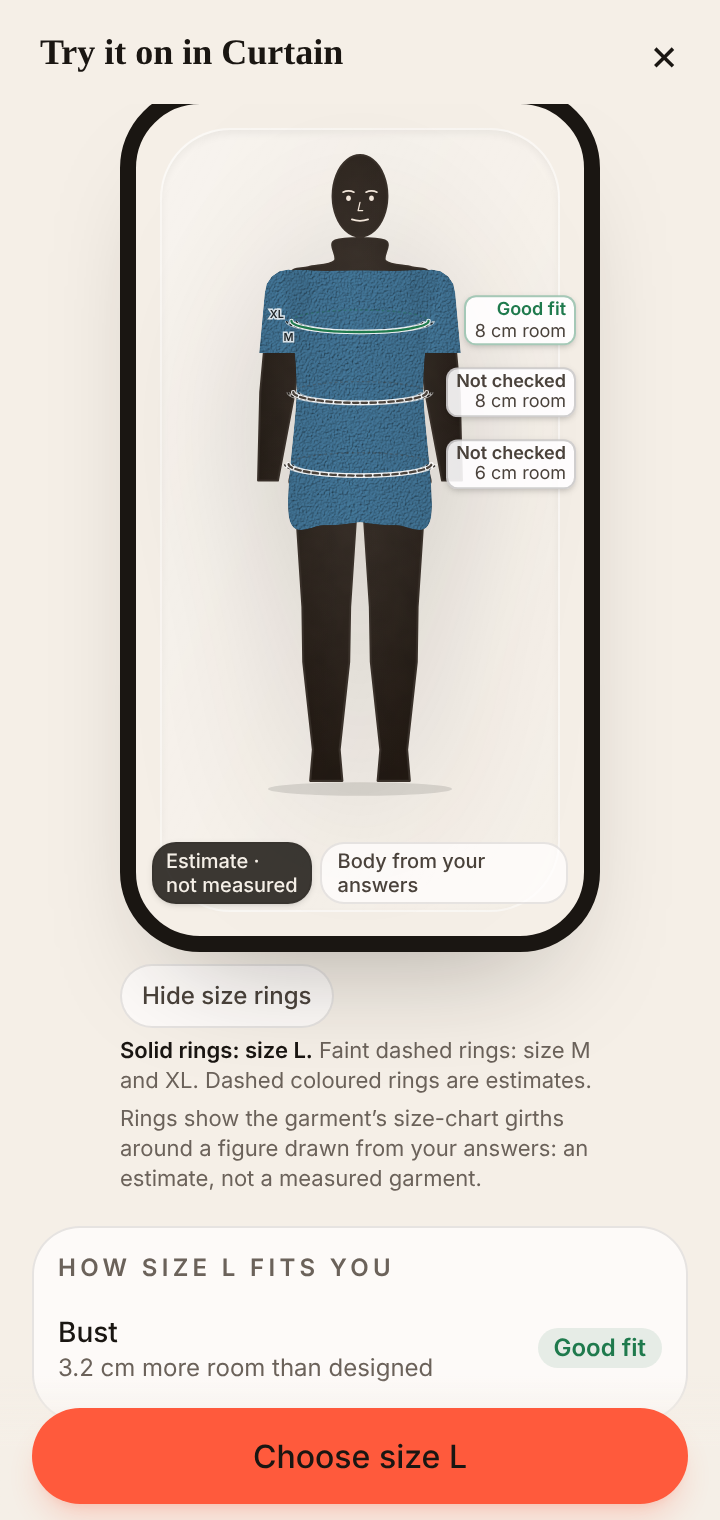 Try it on in Curtain
XL
M
Good fit
8 cm room
Not checked
8 cm room
Not checked
6 cm room
Estimate ·
not measured
Body from your
answers
Hide size rings
Solid rings: size L. Faint dashed rings: size M
and XL. Dashed coloured rings are estimates.
Rings show the garment’s size-chart girths
around a figure drawn from your answers: an
estimate, not a measured garment.
HOW SIZE L FITS YOU
Bust
3.2 cm more room than designed
Good fit
Choose size L